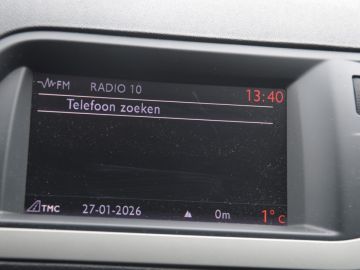 FM RADIO 10 13:40
Telefoon zoeken
TMC 27-01-2026 ▲ 0m 1°c